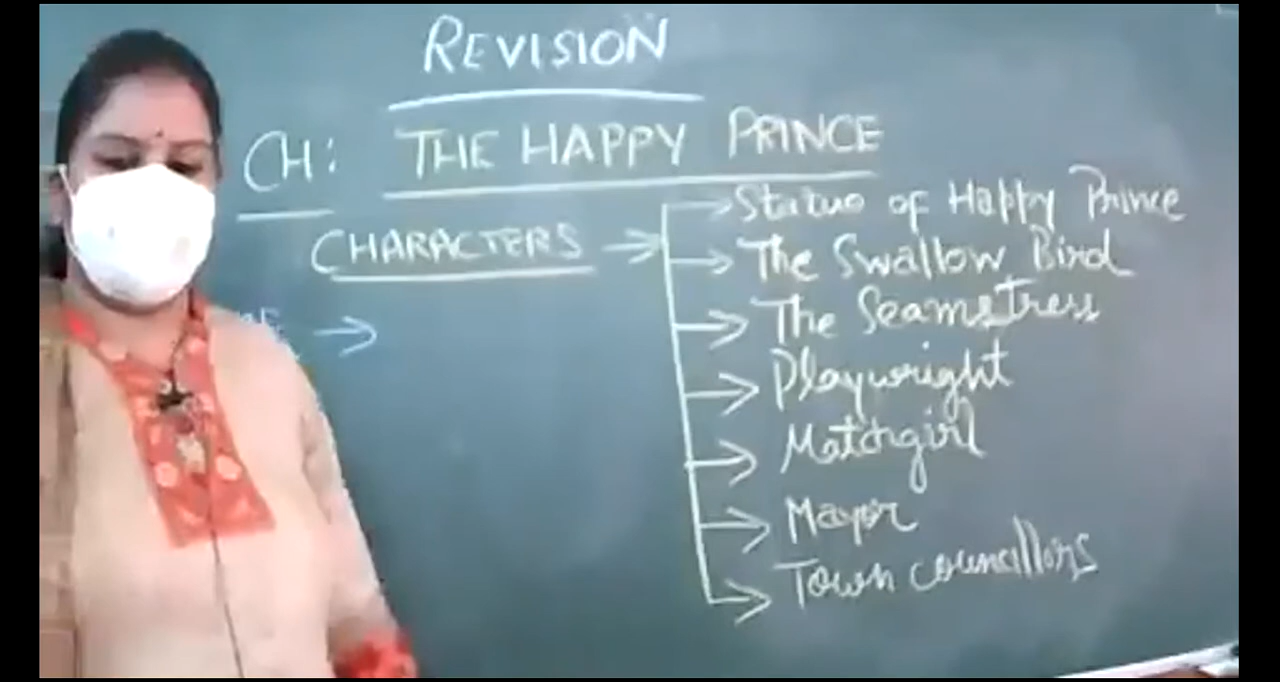 REVISION
CH: THE HAPPY PRINCE
CHARACTERS → → Statue of Happy Prince
→ The Swallow Bird
→ The Seamstress
→ Playwright
→ Matchgirl
→ Mayor
→ Town councillors